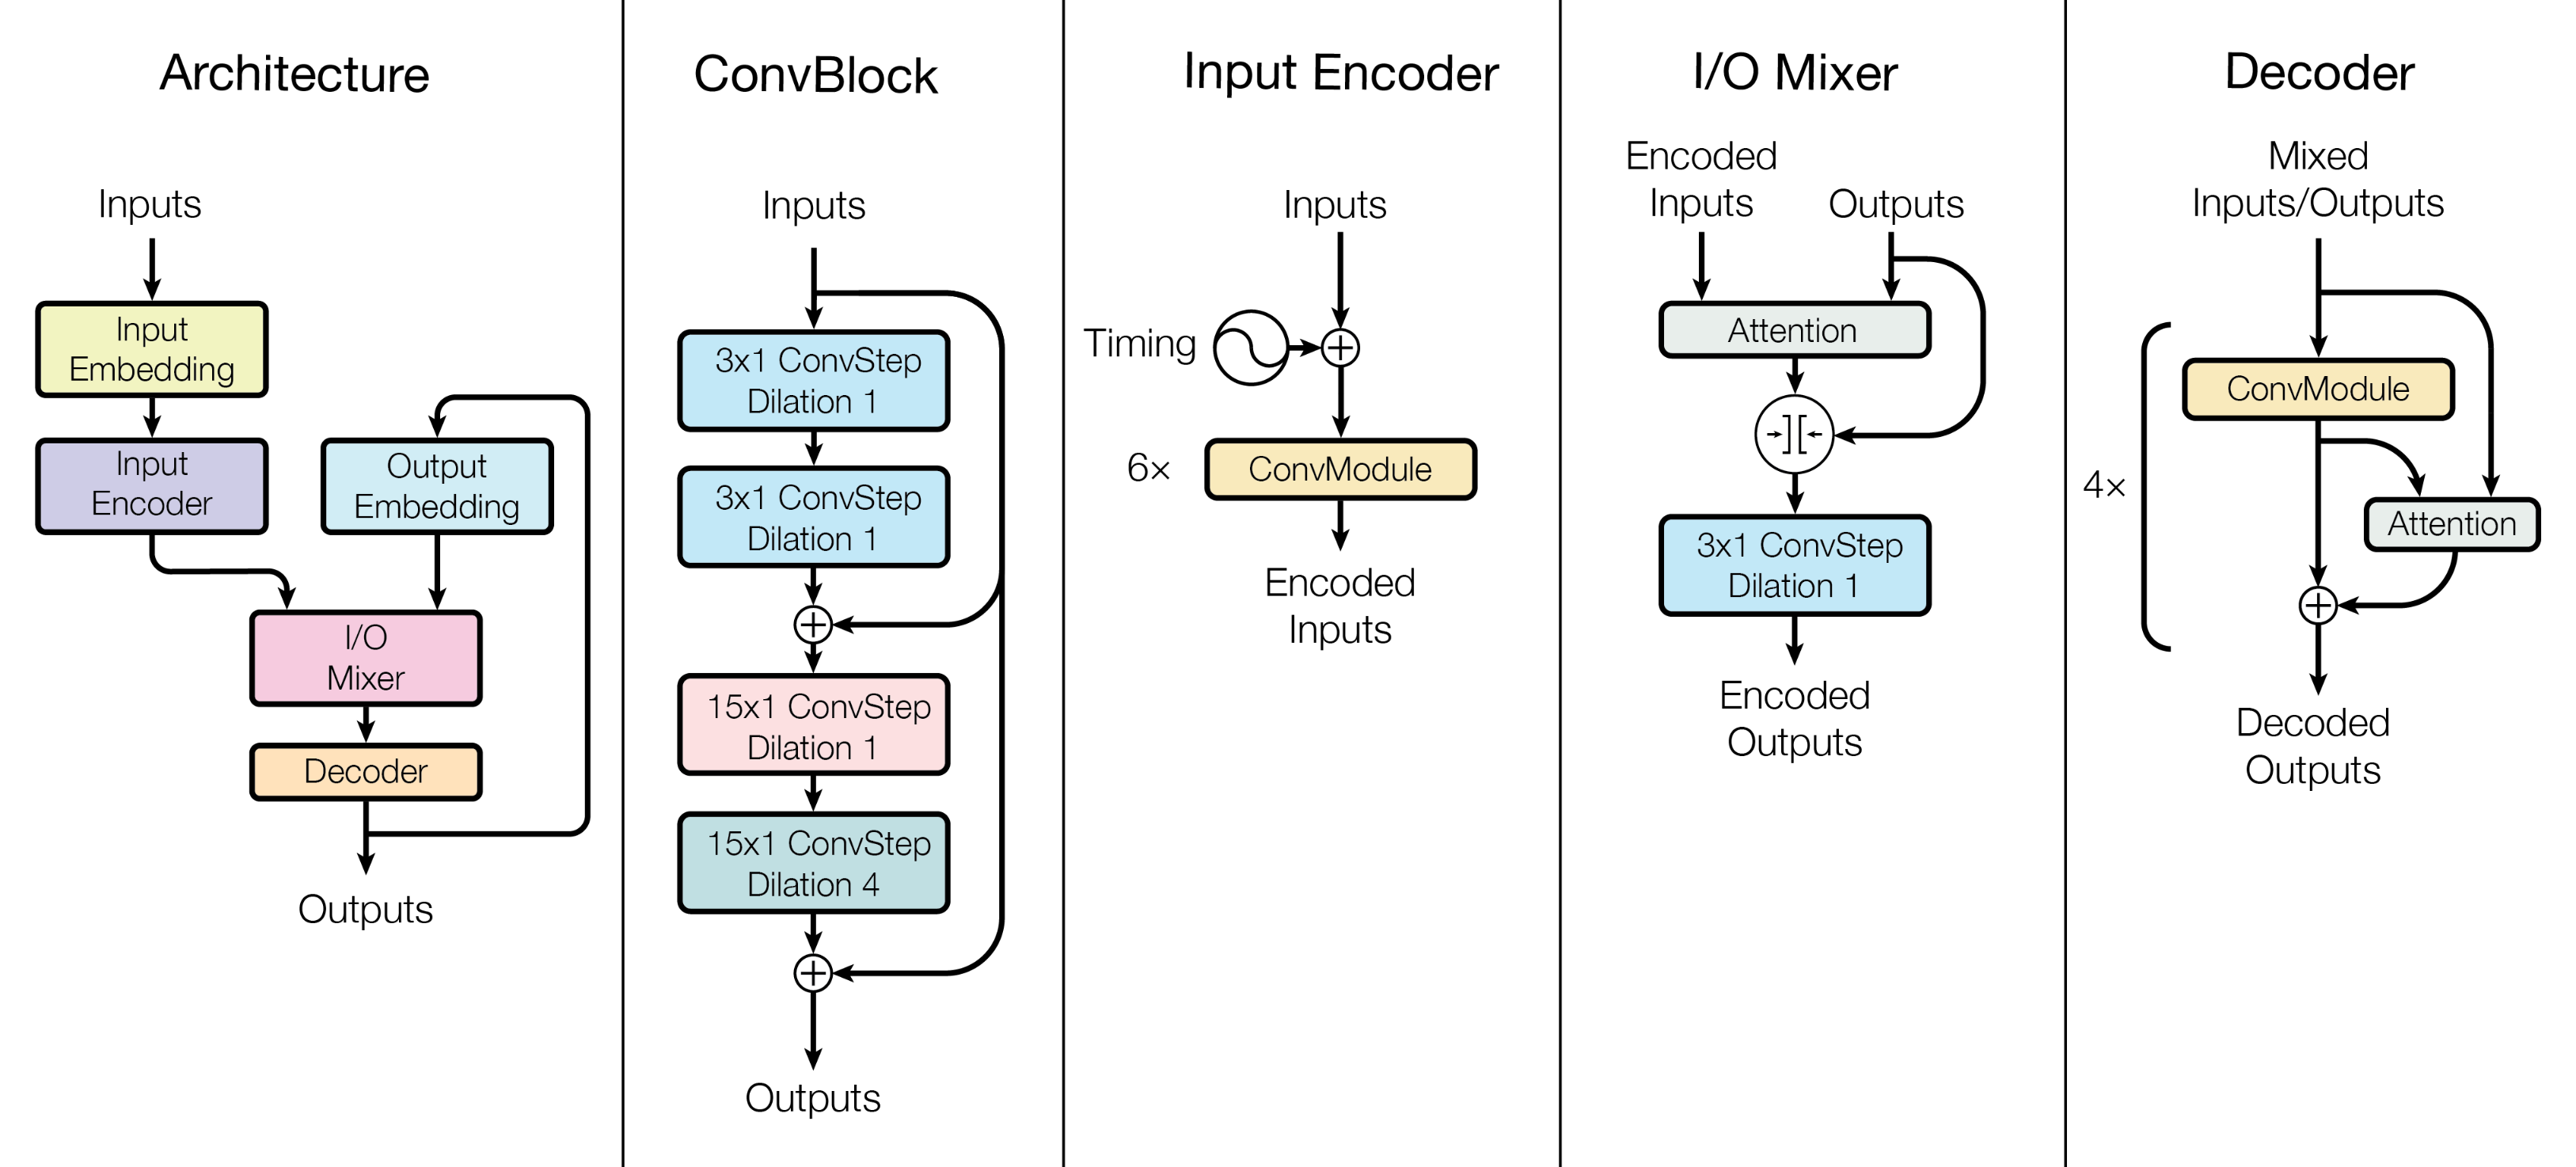 Architecture
Inputs
Input
Embedding
Input
Encoder
Output
Embedding
I/O
Mixer
Decoder
Outputs
ConvBlock
Inputs
3x1 ConvStep
Dilation 1
3x1 ConvStep
Dilation 1
15x1 ConvStep
Dilation 1
15x1 ConvStep
Dilation 4
Outputs
Input Encoder
Inputs
Timing
6×
ConvModule
Encoded
Inputs
I/O Mixer
Encoded
Inputs
Outputs
Attention
3x1 ConvStep
Dilation 1
Encoded
Outputs
Decoder
Mixed
Inputs/Outputs
ConvModule
4×
Attention
Decoded
Outputs